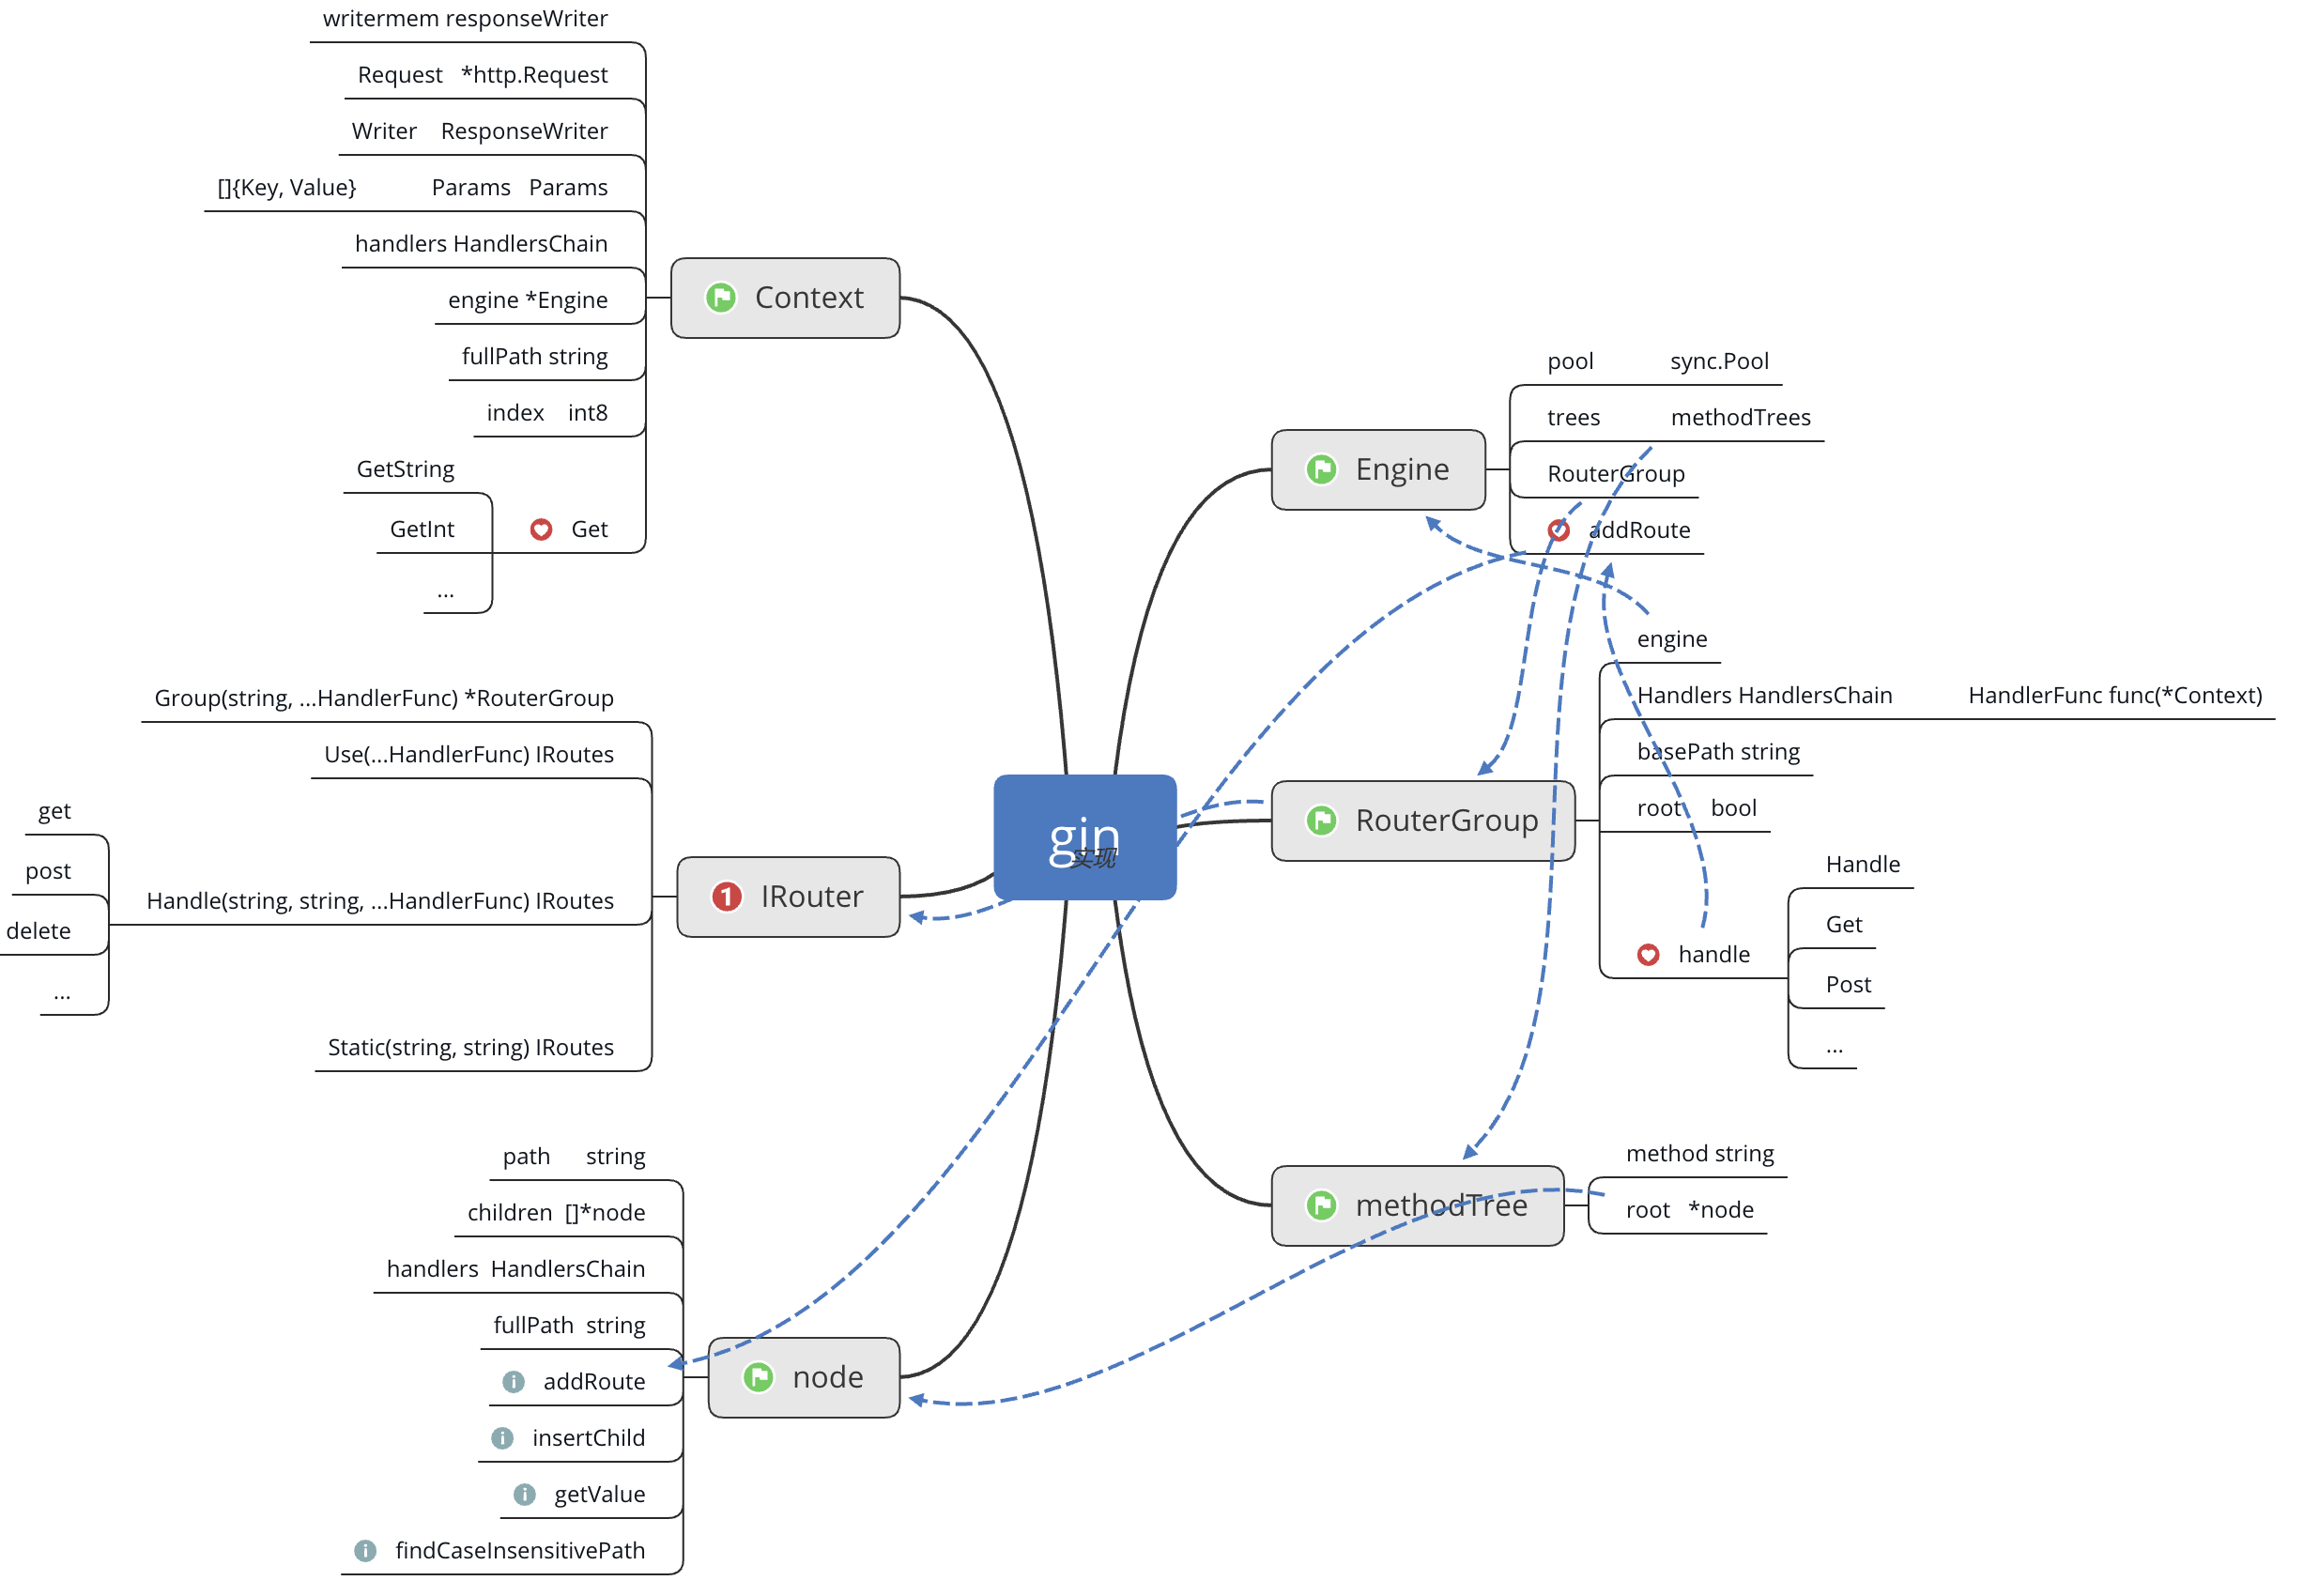 writermem responseWriter
Request *http.Request
Writer ResponseWriter
[]{Key, Value} Params Params
handlers HandlersChain
engine *Engine
fullPath string
index int8
GetString
GetInt
...
Get
Context
Group(string, ...HandlerFunc) *RouterGroup
Use(...HandlerFunc) IRoutes
get
post
delete
...
Handle(string, string, ...HandlerFunc) IRoutes
Static(string, string) IRoutes
1 IRouter
path string
children []*node
handlers HandlersChain
fullPath string
i addRoute
i insertChild
i getValue
i findCaseInsensitivePath
node
gin
实现
Engine
pool sync.Pool
trees methodTrees
RouterGroup
addRoute
RouterGroup
engine
Handlers HandlersChain HandlerFunc func(*Context)
basePath string
root bool
handle
Handle
Get
Post
...
methodTree
method string
root *node